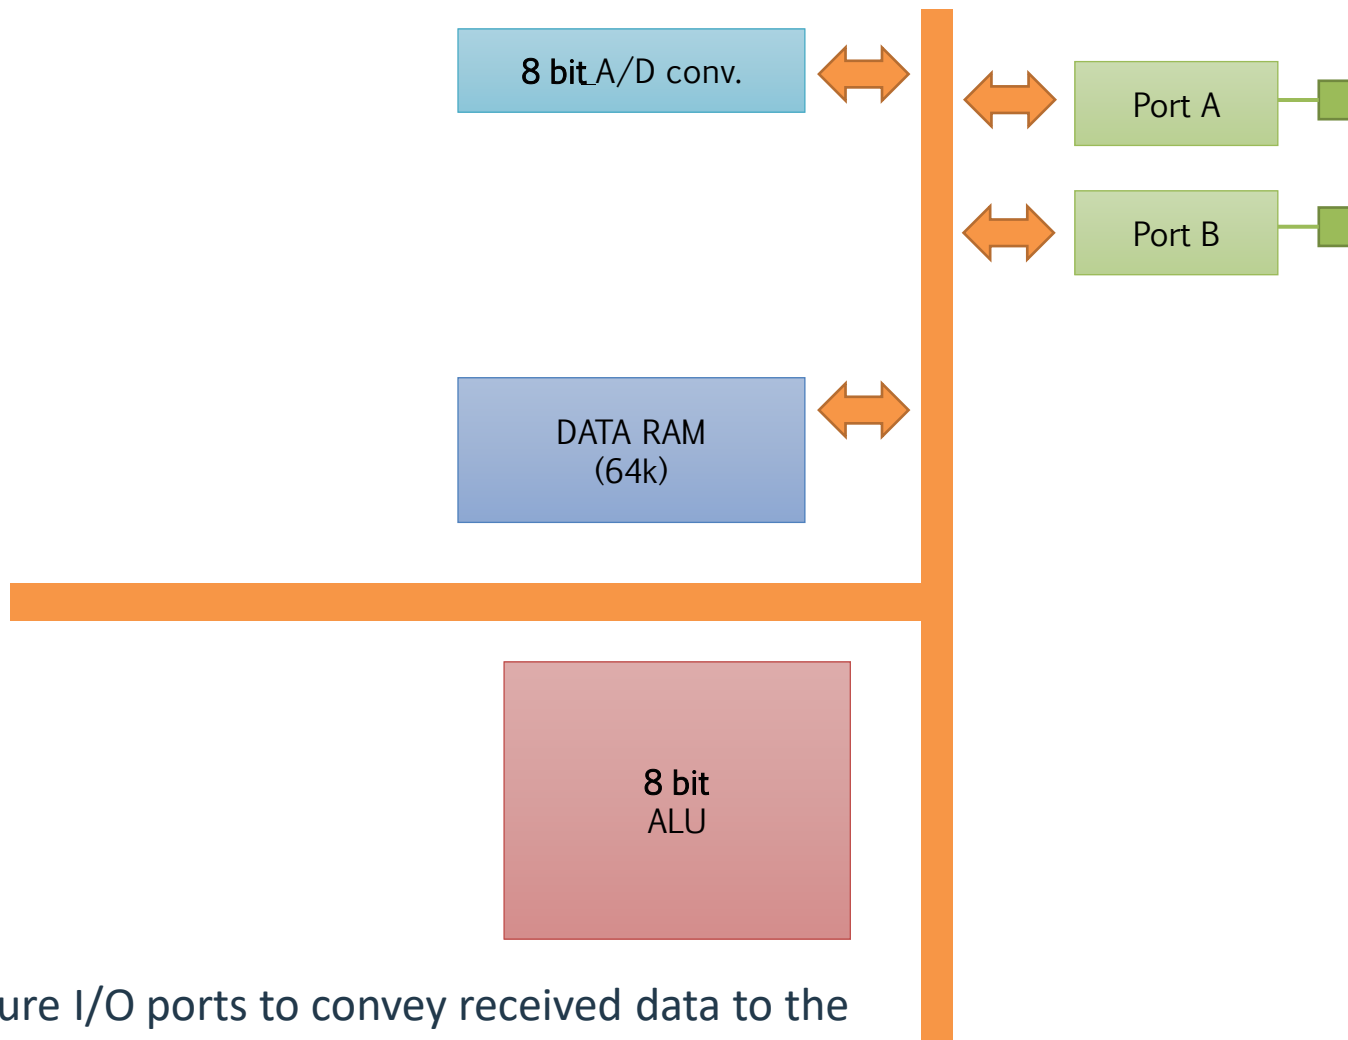 8 bit A/D conv.
Port A
Port B
DATA RAM
(64k)
8 bit
ALU
ure I/O ports to convey received data to the